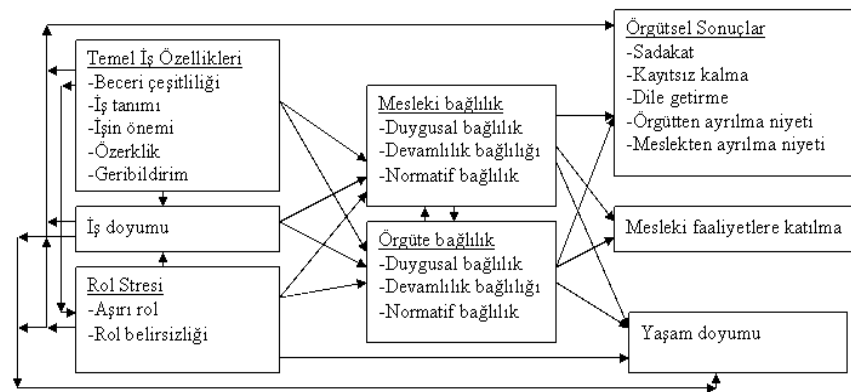 Temel İş Özellikleri
-Beceri çeşitliliği
-İş tanımı
-İşin önemi
-Özerklik
-Geribildirim
İş doyumu
Rol Stresi
-Aşırı rol
-Rol belirsizliği
Mesleki bağlılık
-Duygusal bağlılık
-Devamlılık bağlılığı
-Normatif bağlılık
Örgüte bağlılık
-Duygusal bağlılık
-Devamlılık bağlılığı
-Normatif bağlılık
Örgütsel Sonuçlar
-Sadakat
-Kayıtsız kalma
-Dile getirme
-Örgütten ayrılma niyeti
-Meslekten ayrılma niyeti
Mesleki faaliyetlere katılma
Yaşam doyumu